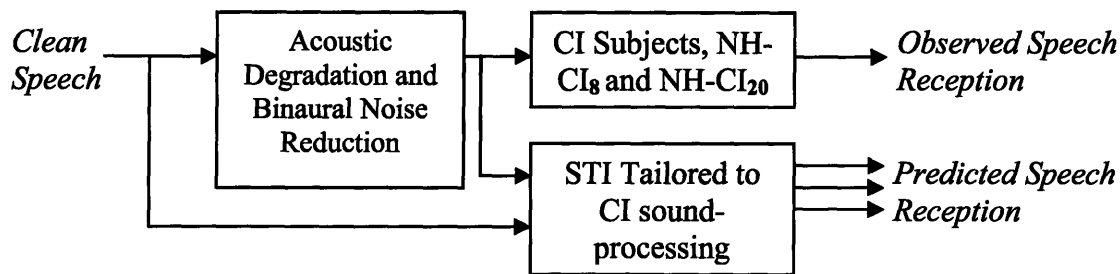 Clean
Speech
Acoustic
Degradation and
Binaural Noise
Reduction
CI Subjects, NH-
CI₈ and NH-CI₂₀
Observed Speech
Reception
STI Tailored to
CI sound-
processing
Predicted Speech
Reception